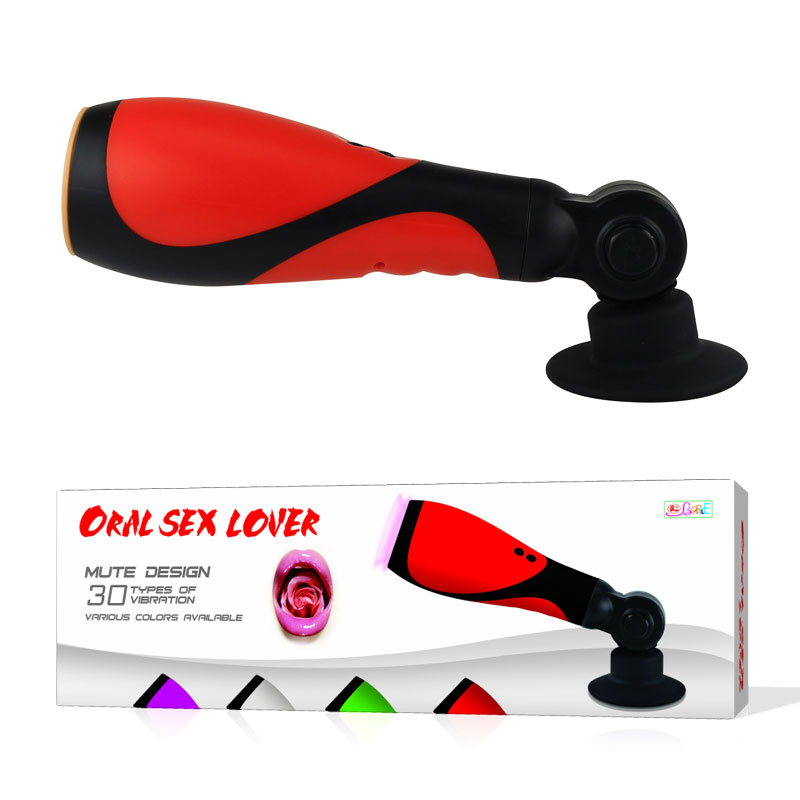 ORAL SEX LOVER
MUTE DESIGN
30 TYPES OF
VIBRATION
VARIOUS COLORS AVAILABLE